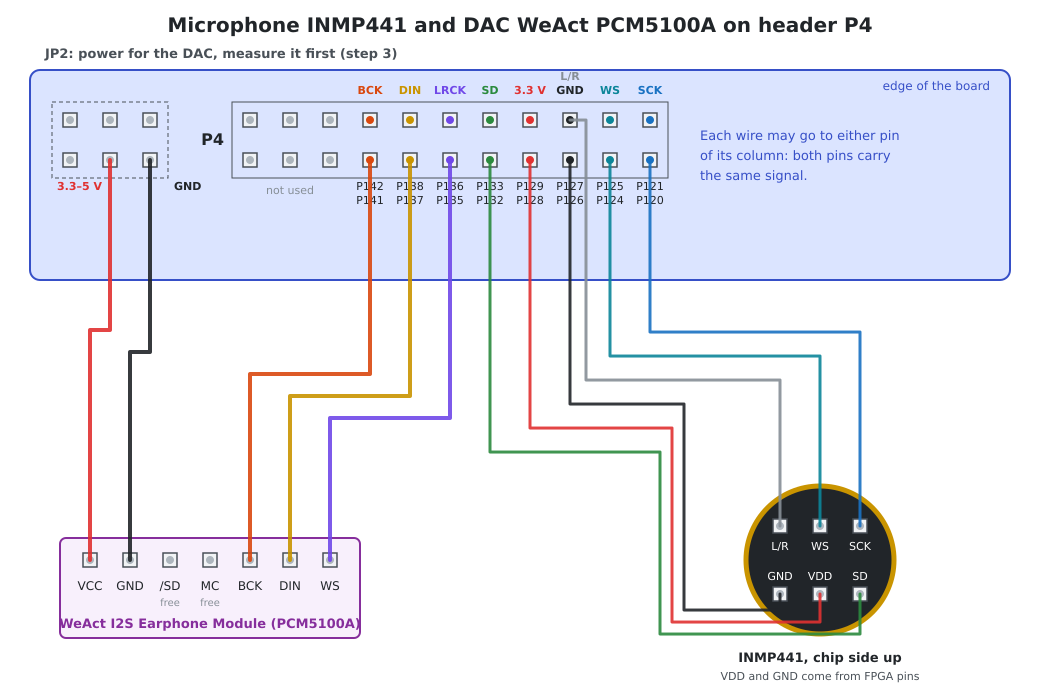 Microphone INMP441 and DAC WeAct PCM5100A on header P4
JP2: power for the DAC, measure it first (step 3)
edge of the board
L/R
BCK DIN LRCK SD 3.3 V GND WS SCK
P4
Each wire may go to either pin
of its column: both pins carry
the same signal.
3.3–5 V GND
not used
P142 P138 P136 P133 P129 P127 P125 P121
P141 P137 P135 P132 P128 P126 P124 P120
L/R WS SCK
GND VDD SD
VCC GND /SD MC BCK DIN WS
free free
WeAct I2S Earphone Module (PCM5100A)
INMP441, chip side up
VDD and GND come from FPGA pins